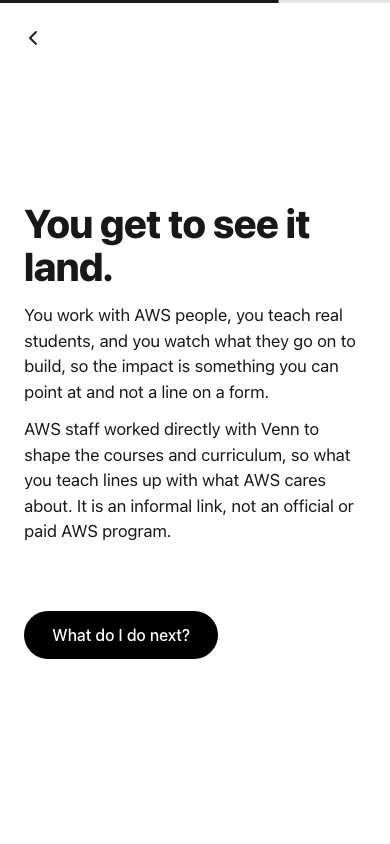 You get to see it
land.
You work with AWS people, you teach real
students, and you watch what they go on to
build, so the impact is something you can
point at and not a line on a form.
AWS staff worked directly with Venn to
shape the courses and curriculum, so what
you teach lines up with what AWS cares
about. It is an informal link, not an official or
paid AWS program.
What do I do next?